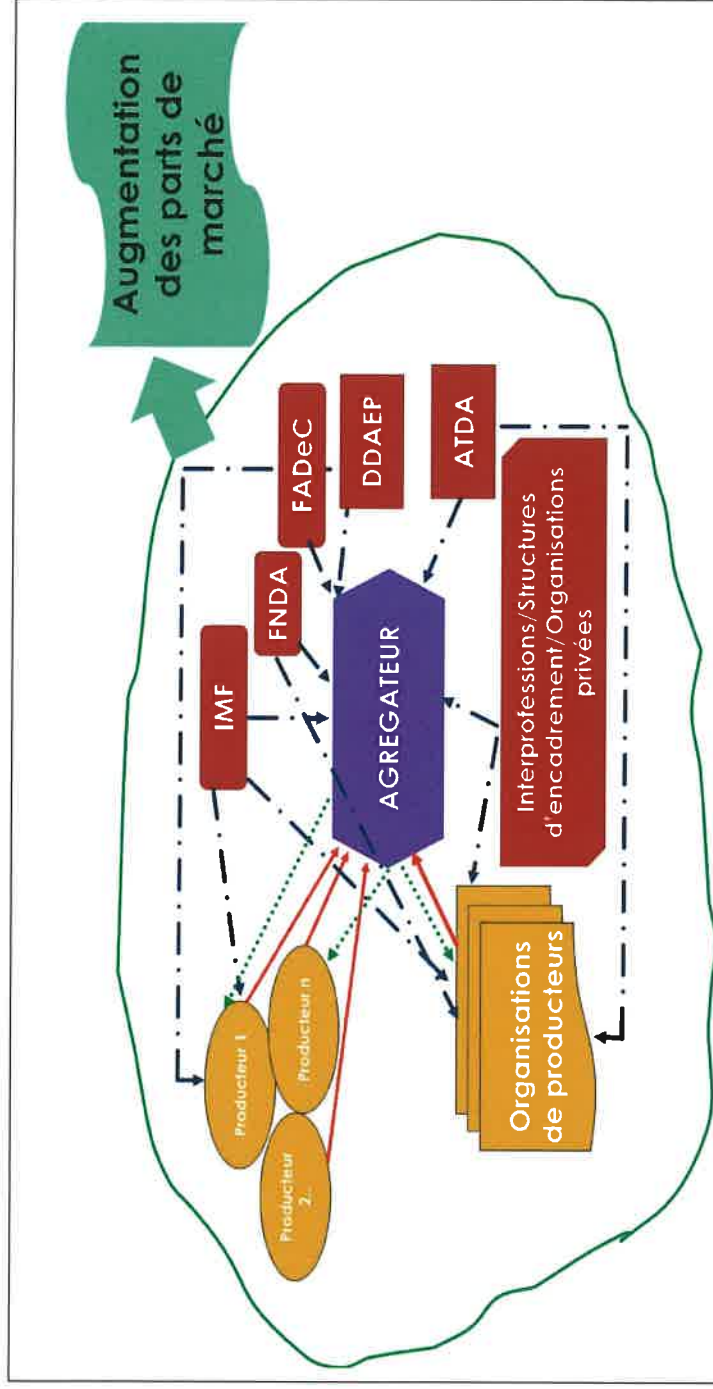 Augmentation
des parts de
marché
IMF
FNDA
FADeC
DDAEP
ATDA
AGREGATEUR
Producteur 1
Producteur n
Producteur
2..
Organisations
de producteurs
Interprofessions/Structures
d'encadrement/Organisations
privées